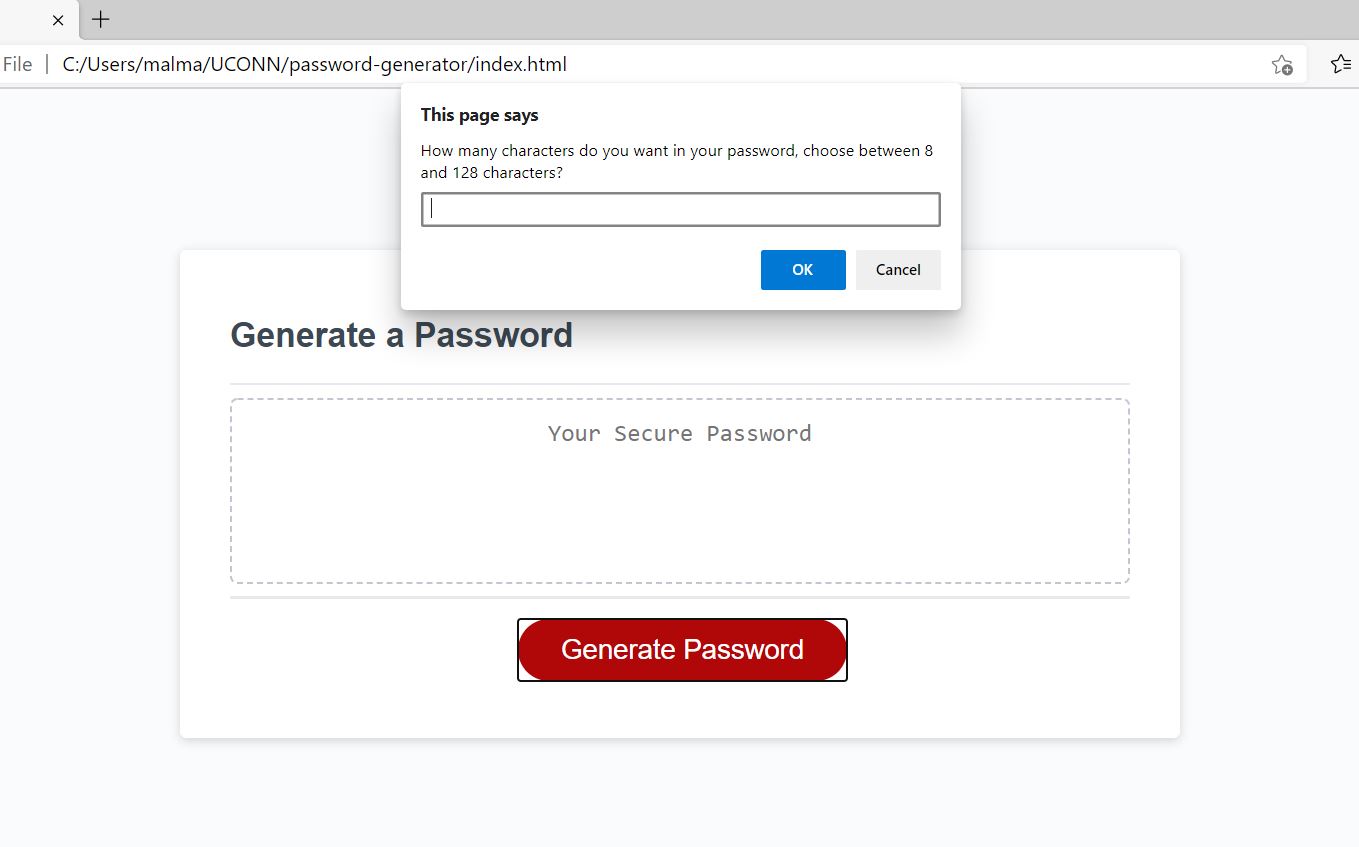 File | C:/Users/malma/UCONN/password-generator/index.html
This page says
How many characters do you want in your password, choose between 8
and 128 characters?
OK Cancel
Generate a Password
Your Secure Password
Generate Password